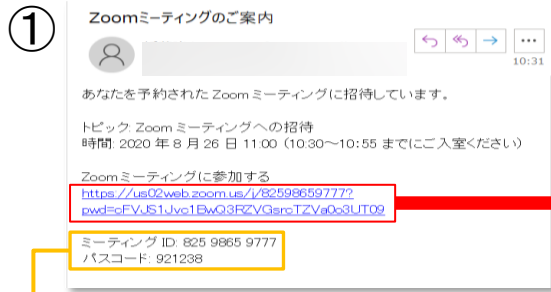 ①
Zoomミーティングのご案内
10:31
あなたを予約された Zoom ミーティングに招待しています。
トピック: Zoom ミーティングへの招待
時間: 2020 年 8 月 26 日 11:00 (10:30～10:55 までにご入室ください)
Zoomミーティングに参加する
https://us02web.zoom.us/j/82598659777?
pwd=cFVJS1Jvc1BwQ3RZVGsrcTZVa0o3UT09
ミーティング ID: 825 9865 9777
パスコード: 921238